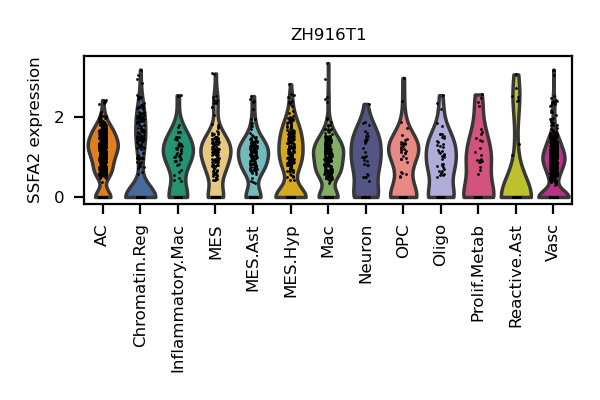 ZH916T1
SSFA2 expression
2
0
AC
Chromatin.Reg
Inflammatory.Mac
MES
MES.Ast
MES.Hyp
Mac
Neuron
OPC
Oligo
Prolif.Metab
Reactive.Ast
Vasc